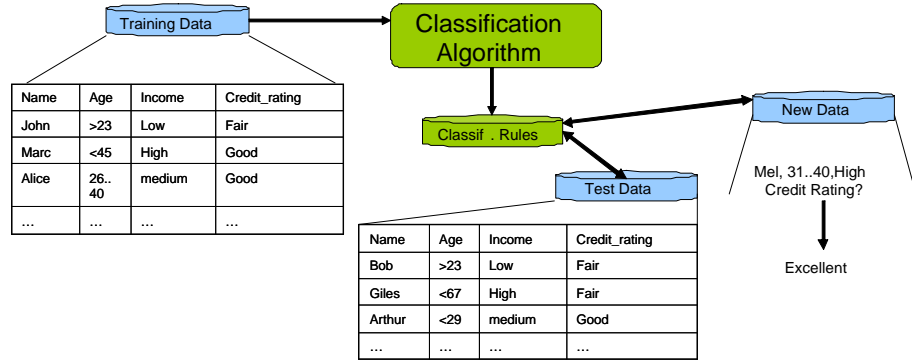 Training Data
Classification
Algorithm
Name Age Income Credit_rating
John >23 Low Fair
Marc <45 High Good
Alice 26.. 40 medium Good
... ... ... ...
Classif . Rules
New Data
Mel, 31..40,High
Credit Rating?
Excellent
Test Data
Name Age Income Credit_rating
Bob >23 Low Fair
Giles <67 High Fair
Arthur <29 medium Good
... ... ... ...